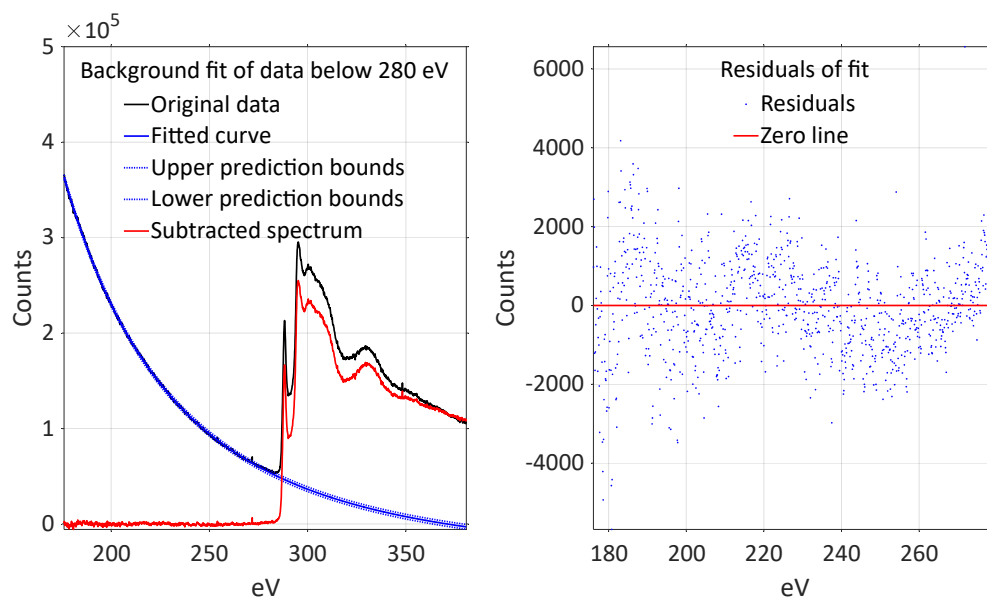 ×10⁵
5
4
3
2
1
0
Counts
200
250
300
350
eV
Background fit of data below 280 eV
Original data
Fitted curve
Upper prediction bounds
Lower prediction bounds
Subtracted spectrum
6000
4000
2000
0
-2000
-4000
Counts
180
200
220
240
260
eV
Residuals of fit
Residuals
Zero line